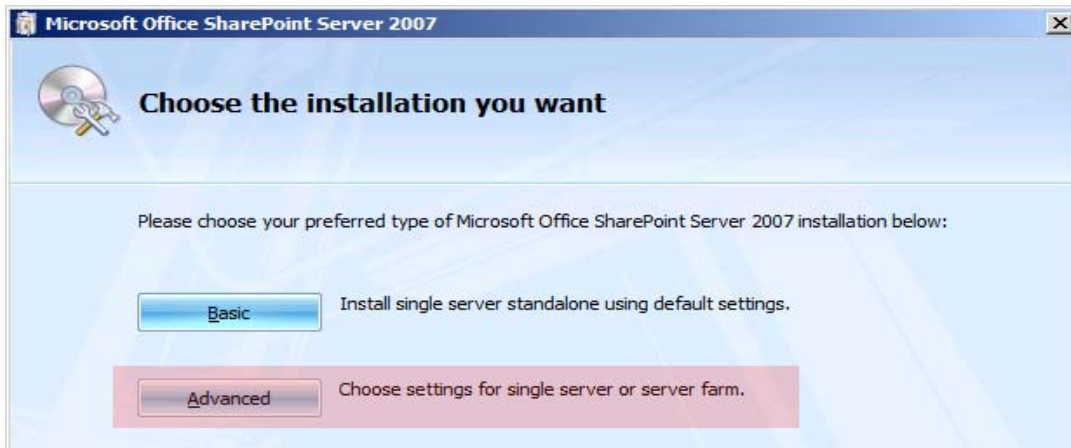 Microsoft Office SharePoint Server 2007
Choose the installation you want
Please choose your preferred type of Microsoft Office SharePoint Server 2007 installation below:
Basic Install single server standalone using default settings.
Advanced Choose settings for single server or server farm.